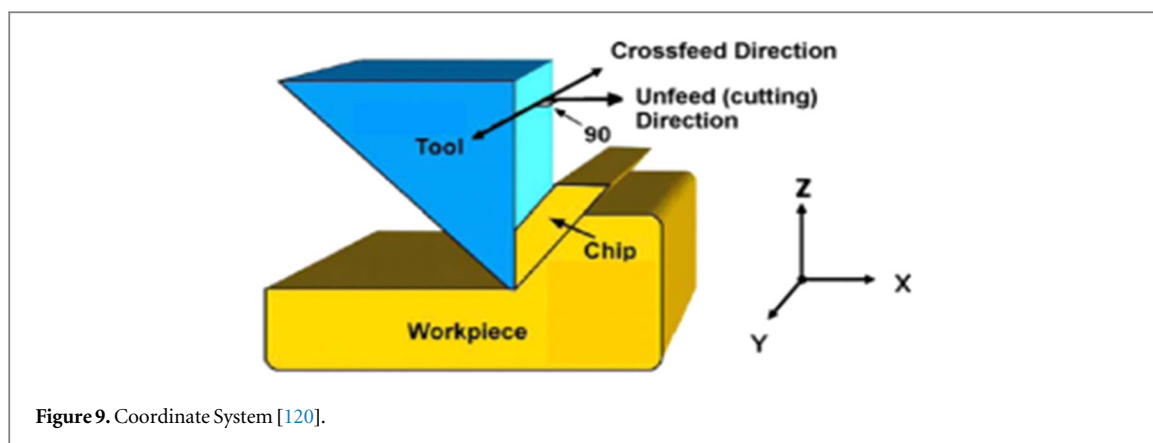 Crossfeed Direction
Unfeed (cutting)
Direction
90
Tool
Chip
Workpiece
Z
X
Y
Figure 9. Coordinate System [120].